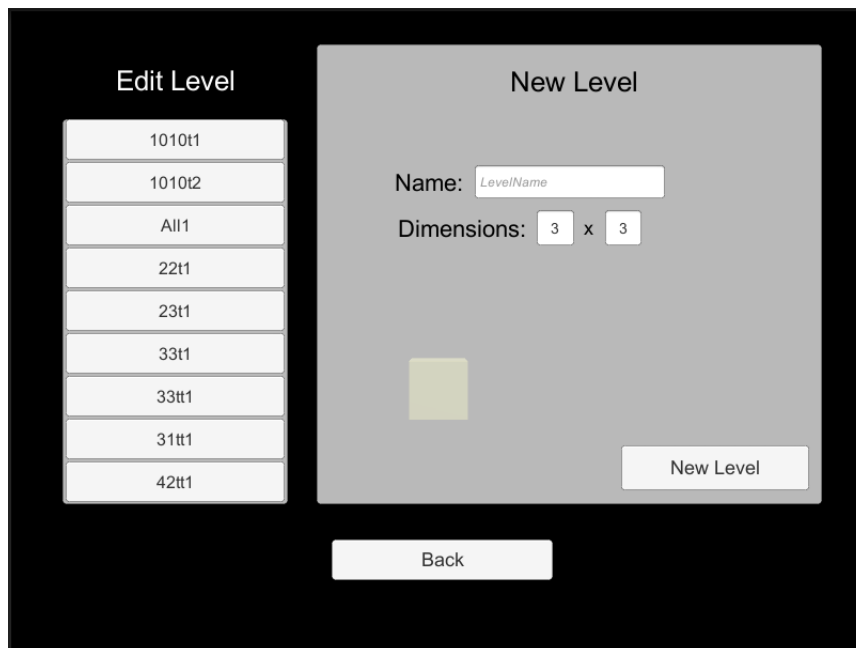 Edit Level
1010t1
1010t2
All1
22t1
23t1
33t1
33tt1
31tt1
42tt1
New Level
Name: LevelName
Dimensions: 3 x 3
New Level
Back